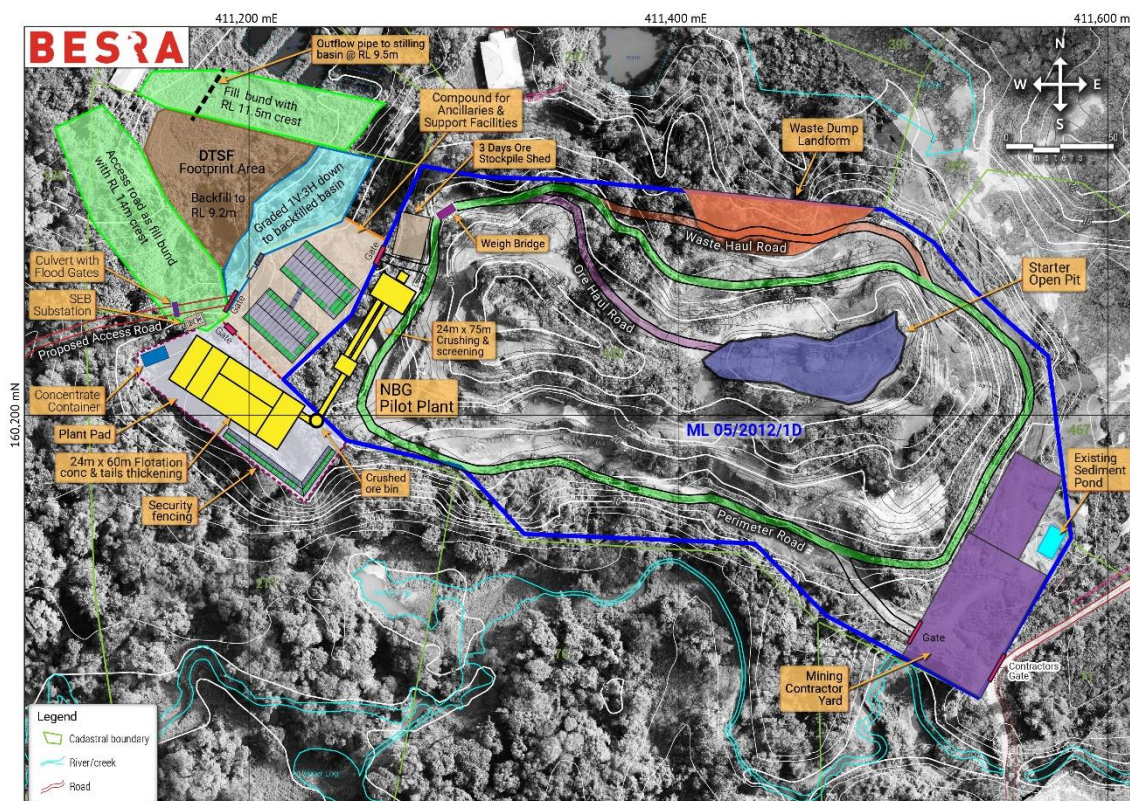 411,200 mE
411,400 mE
411,600 mE
BESRA
Outflow pipe to stilling
basin @ RL 9.5m
Fill bund with
RL 11.5m crest
Compound for
Ancillaries &
Support Facilities
3 Days Ore
Stockpile Shed
Waste Dump
Landform
N
W
E
S
meters
DTSF
Footprint Area
Backfill to
RL 9.2m
Access road as fill bund
with RL 14m crest
Graded 1V:3H down
to backfilled basin
Weigh Bridge
Waste Haul Road
Ore Haul Road
Starter
Open Pit
Culvert with
Flood Gates
SEB
Substation
Gate
Gate
Gate
Proposed Access Road
24m x 75m
Crushing &
screening
NBG
Pilot Plant
Concentrate
Container
Plant Pad
160,200 mN
24m x 60m Flotation
conc & tails thickening
Security
fencing
Crushed
ore bin
ML 05/2012/1D
467
Existing
Sediment
Pond
Perimeter Road
Gate
Mining
Contractor
Yard
Contractors
Gate
Legend
Cadastral boundary
River/creek
Road